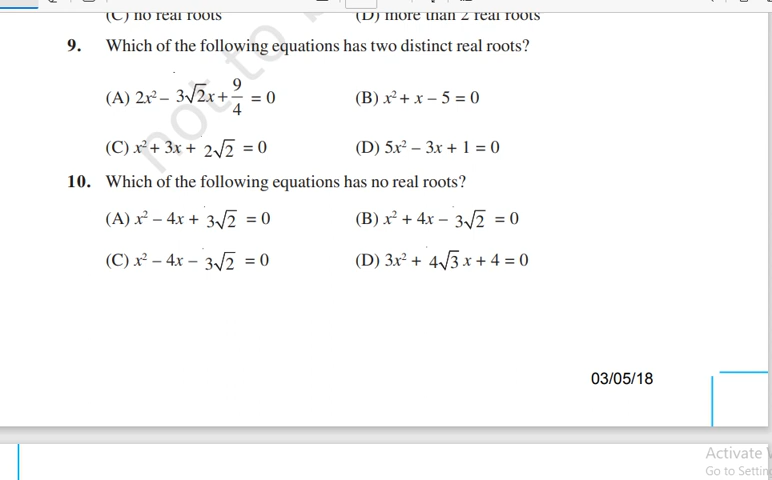 (C) no real roots (D) more than 2 real roots
9. Which of the following equations has two distinct real roots?
(A) 2x² – 3√2x + 9/4 = 0 (B) x² + x – 5 = 0
(C) x² + 3x + 2√2 = 0 (D) 5x² – 3x + 1 = 0
10. Which of the following equations has no real roots?
(A) x² – 4x + 3√2 = 0 (B) x² + 4x – 3√2 = 0
(C) x² – 4x – 3√2 = 0 (D) 3x² + 4√3 x + 4 = 0
not to
03/05/18
Activate
Go to Settin